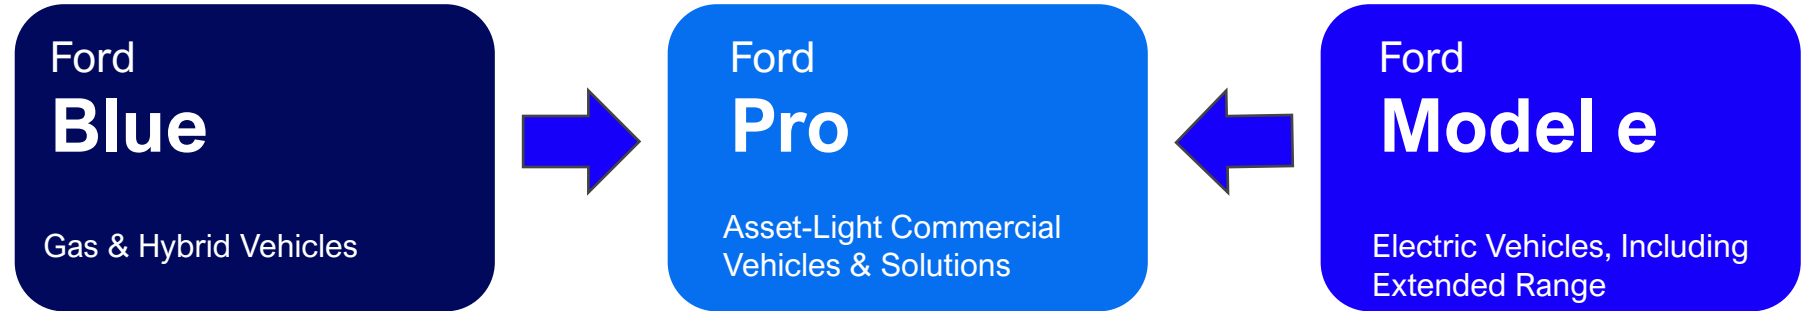 Ford
Blue
Gas & Hybrid Vehicles
Ford
Pro
Asset-Light Commercial
Vehicles & Solutions
Ford
Model e
Electric Vehicles, Including
Extended Range